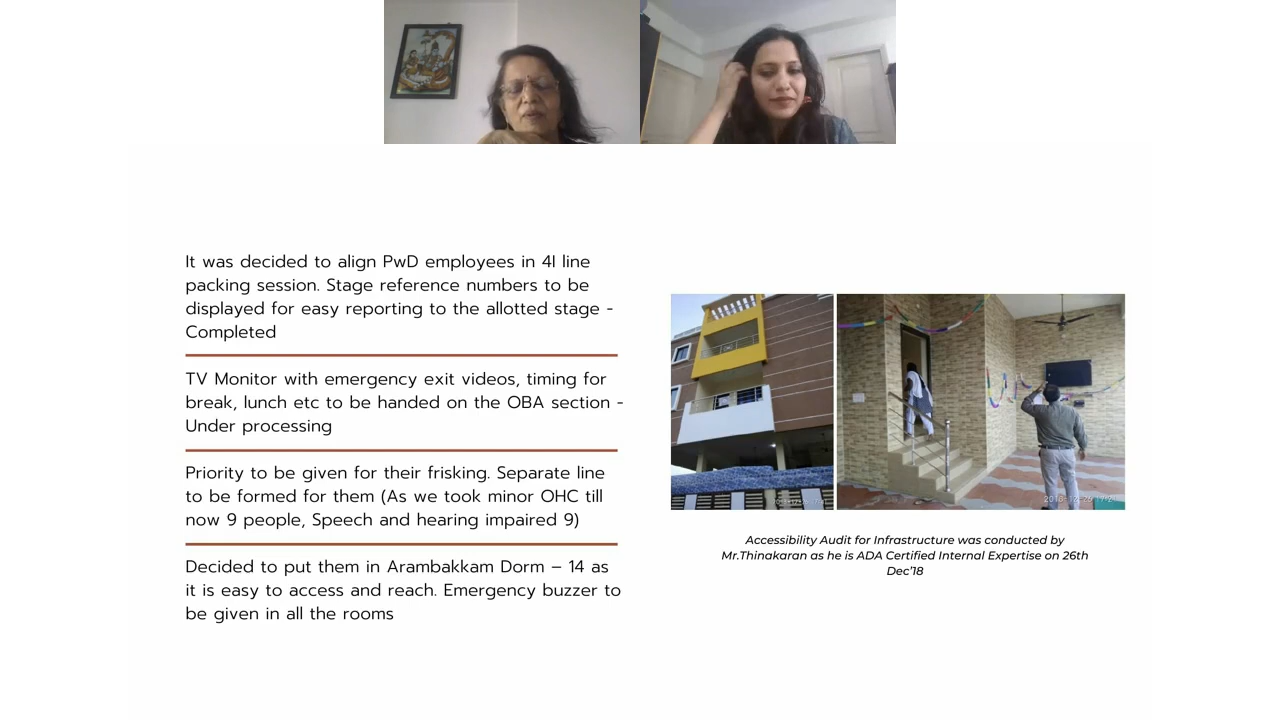 It was decided to align PwD employees in 4I line
packing session. Stage reference numbers to be
displayed for easy reporting to the allotted stage -
Completed
TV Monitor with emergency exit videos, timing for
break, lunch etc to be handed on the OBA section -
Under processing
Priority to be given for their frisking. Separate line
to be formed for them (As we took minor OHC till
now 9 people, Speech and hearing impaired 9)
Decided to put them in Arambakkam Dorm – 14 as
it is easy to access and reach. Emergency buzzer to
be given in all the rooms
Accessibility Audit for Infrastructure was conducted by
Mr.Thinakaran as he is ADA Certified Internal Expertise on 26th
Dec'18